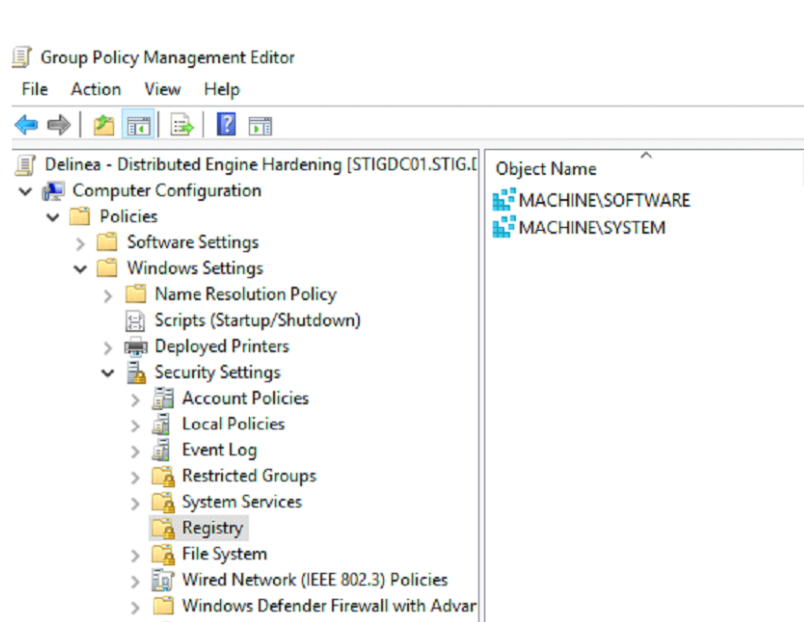 Group Policy Management Editor
File Action View Help
Delinea - Distributed Engine Hardening [STIGDC01.STIG.
Computer Configuration
Policies
Software Settings
Windows Settings
Name Resolution Policy
Scripts (Startup/Shutdown)
Deployed Printers
Security Settings
Account Policies
Local Policies
Event Log
Restricted Groups
System Services
Registry
File System
Wired Network (IEEE 802.3) Policies
Windows Defender Firewall with Advar
Object Name
MACHINE\SOFTWARE
MACHINE\SYSTEM